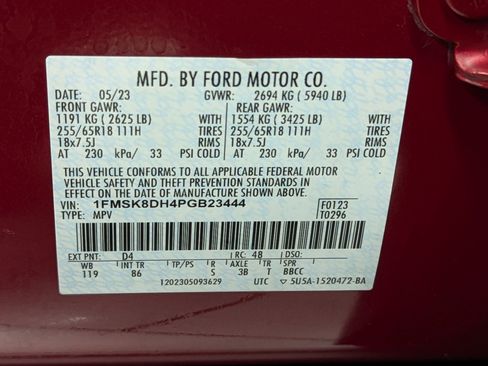 MFD. BY FORD MOTOR CO.
DATE: 05/23 GVWR: 2694 KG ( 5940 LB)
FRONT GAWR: REAR GAWR:
1191 KG ( 2625 LB) WITH 1554 KG ( 3425 LB) WITH
255/65R18 111H TIRES 255/65R18 111H TIRES
18x7.5J RIMS 18x7.5J RIMS
AT 230 kPa/ 33 PSI COLD AT 230 kPa/ 33 PSI COLD
THIS VEHICLE CONFORMS TO ALL APPLICABLE FEDERAL MOTOR
VEHICLE SAFETY STANDARDS IN EFFECT ON THE DATE OF MANUFACTURE SHOWN ABOVE.
VIN: 1FMSK8DH4PGB23444 F0123
TYPE: MPV T0296
EXT PNT: D4 RC: 48 DSO:
WB INT TR TP/PS R AXLE TR SPR
119 86 S 3B T BBCC
1202305093629 UTC 5U5A-1520472-BA